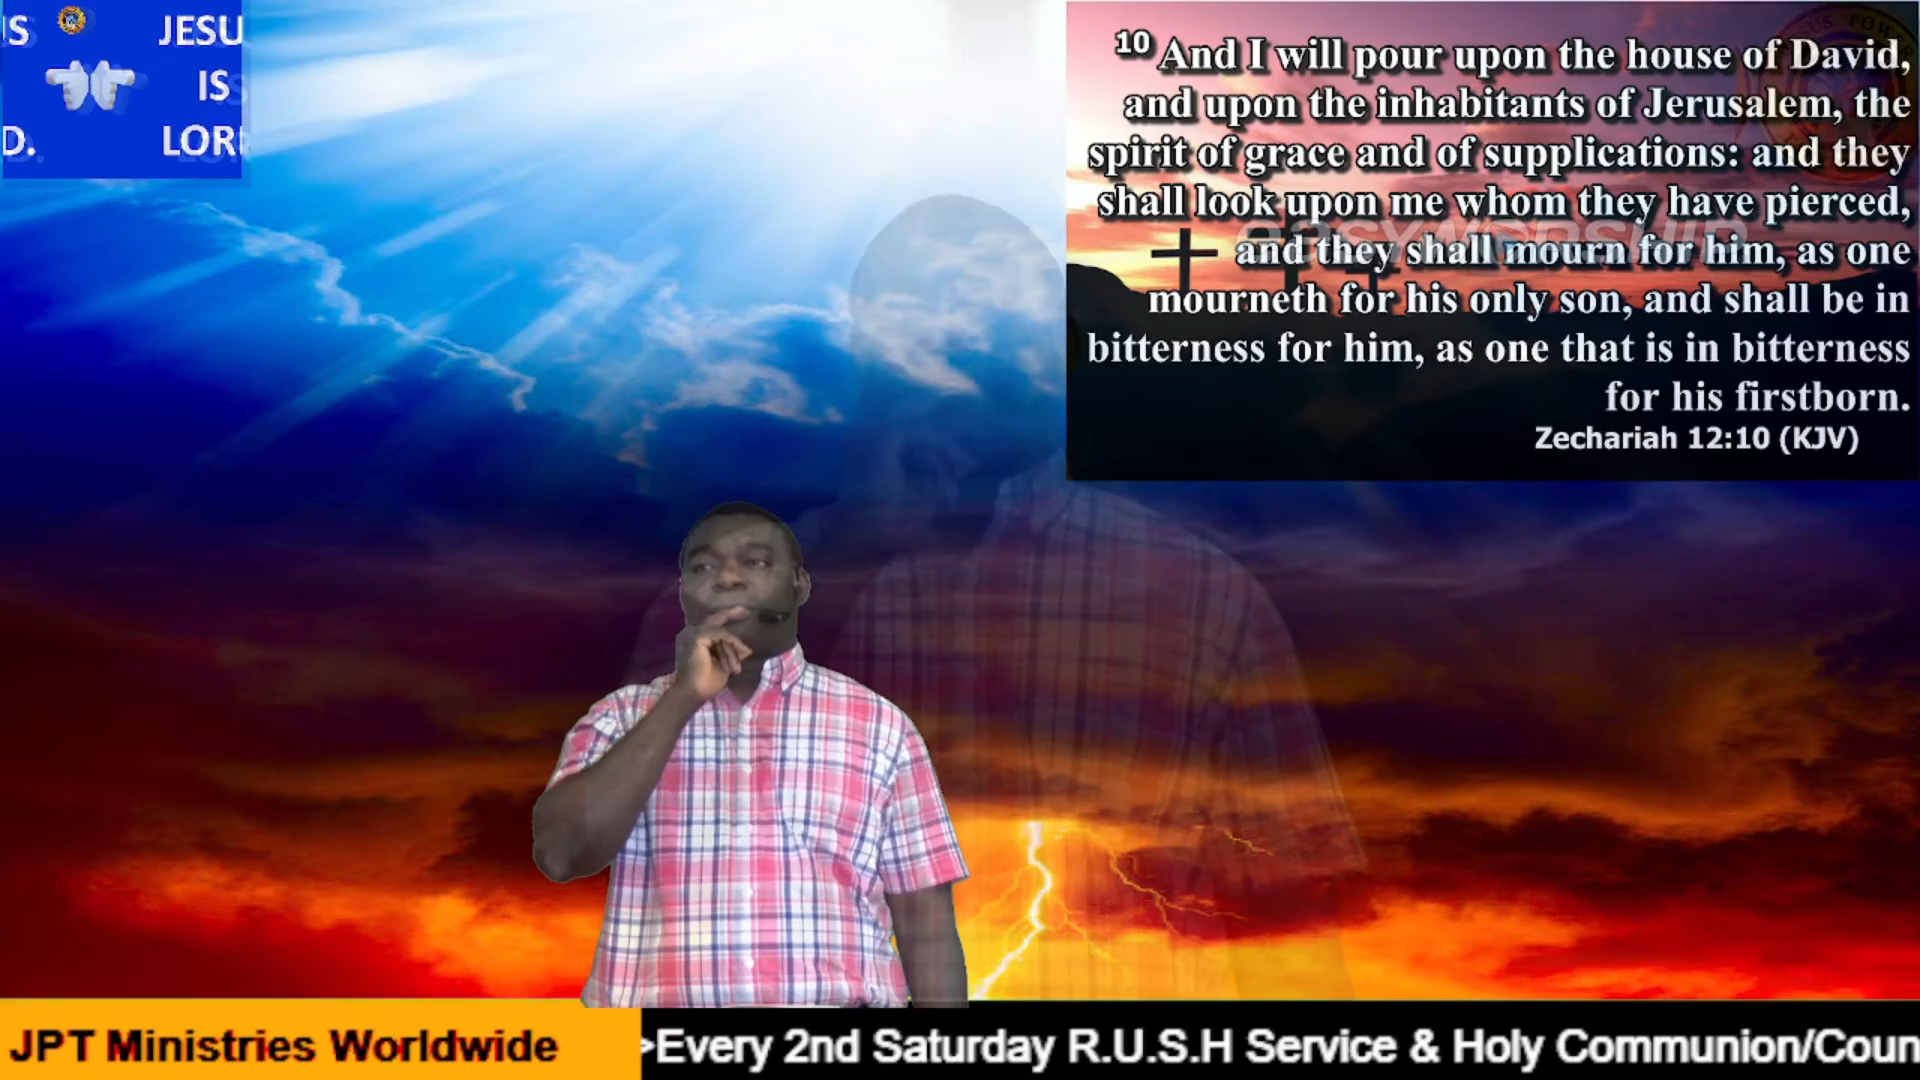 JESU
IS
LOR
10 And I will pour upon the house of David,
and upon the inhabitants of Jerusalem, the
spirit of grace and of supplications: and they
shall look upon me whom they have pierced,
and they shall mourn for him, as one
mourneth for his only son, and shall be in
bitterness for him, as one that is in bitterness
for his firstborn.
Zechariah 12:10 (KJV)
JPT Ministries Worldwide
>Every 2nd Saturday R.U.S.H Service & Holy Communion/Coun